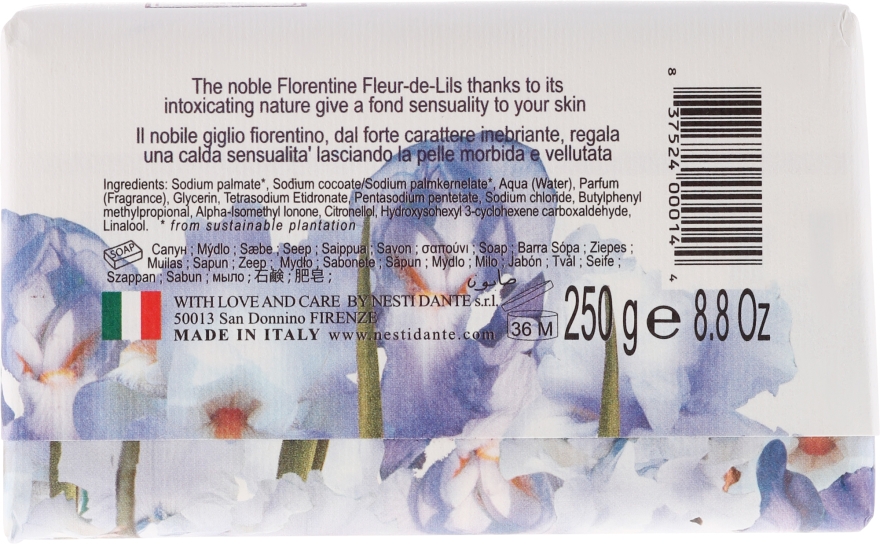 The noble Florentine Fleur-de-Lils thanks to its
intoxicating nature give a fond sensuality to your skin
Il nobile giglio fiorentino, dal forte carattere inebriante, regala
una calda sensualita' lasciando la pelle morbida e vellutata
Ingredients: Sodium palmate*, Sodium cocoate/Sodium palmkernelate*, Aqua (Water), Parfum
(Fragrance), Glycerin, Tetrasodium Etidronate, Pentasodium pentetate, Sodium chloride, Butylphenyl
methylpropional, Alpha-Isomethyl Ionone, Citronellol, Hydroxysohexyl 3-cyclohexene carboxaldehyde,
Linalool. * from sustainable plantation
SOAP
Сапун ; Mýdlo ; Sæbe ; Seep ; Saippua ; Savon ; σαπούνι ; Soap ; Barra Sópa ; Ziepes ;
Muilas ; Sapun ; Zeep ; Mydło ; Sabonete ; Săpun ; Mydlo ; Milo ; Jabón ; Tvål ; Seife ;
Szappan ; Sabun ; мыло ; 石鹸 ; 肥皂 ; صابون
WITH LOVE AND CARE BY NESTI DANTE s.r.l.
50013 San Donnino FIRENZE
MADE IN ITALY www.nestidante.com
36 M
250 g e 8.8 Oz
8 37524 00014 4